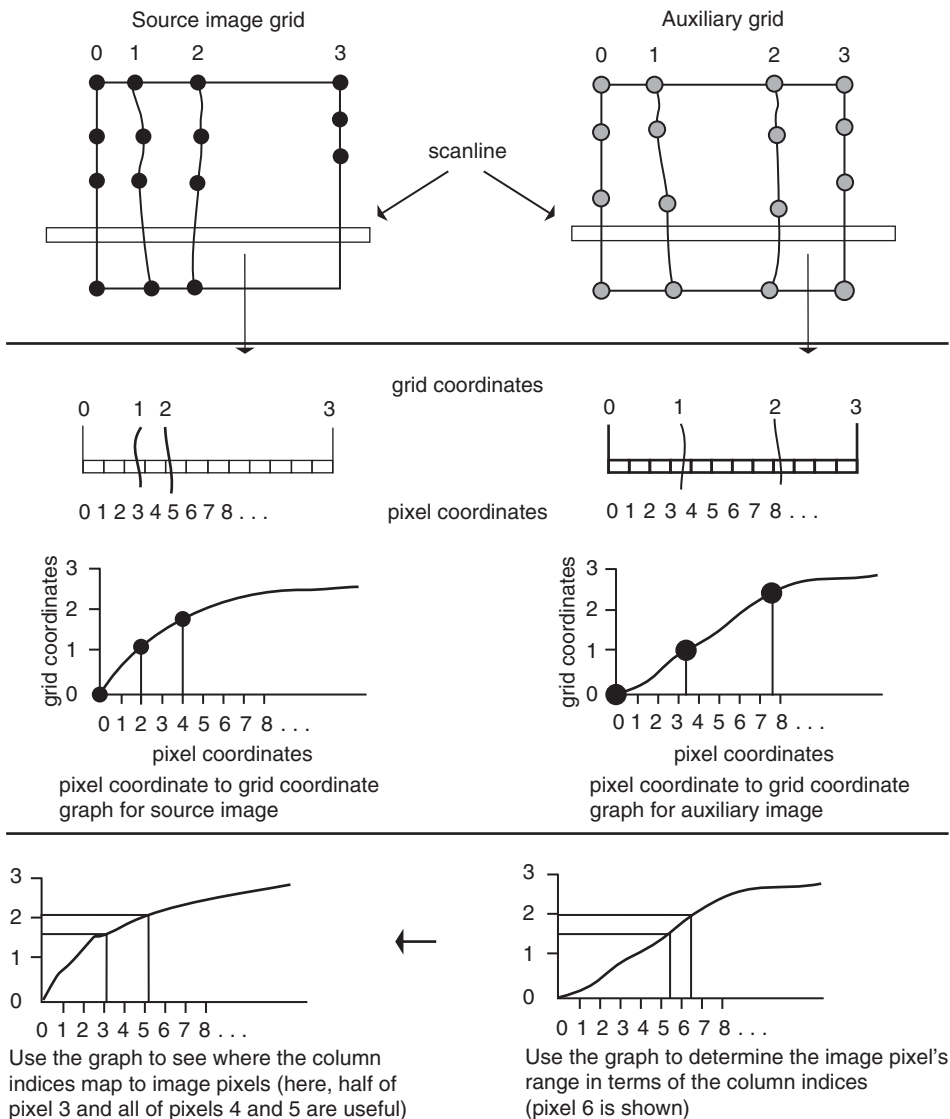 Source image grid
Auxiliary grid
0 1 2 3
0 1 2 3
scanline
grid coordinates
0 1 2 3
0 1 2 3
0 1 2 3 4 5 6 7 8 . . .
pixel coordinates
0 1 2 3 4 5 6 7 8 . . .
grid coordinates
3
2
1
0
0 1 2 3 4 5 6 7 8 . . .
pixel coordinates
pixel coordinate to grid coordinate
graph for source image
grid coordinates
3
2
1
0
0 1 2 3 4 5 6 7 8 . . .
pixel coordinates
pixel coordinate to grid coordinate
graph for auxiliary image
3
2
1
0
0 1 2 3 4 5 6 7 8 . . .
Use the graph to see where the column
indices map to image pixels (here, half of
pixel 3 and all of pixels 4 and 5 are useful)
3
2
1
0
0 1 2 3 4 5 6 7 8 . . .
Use the graph to determine the image pixel's
range in terms of the column indices
(pixel 6 is shown)